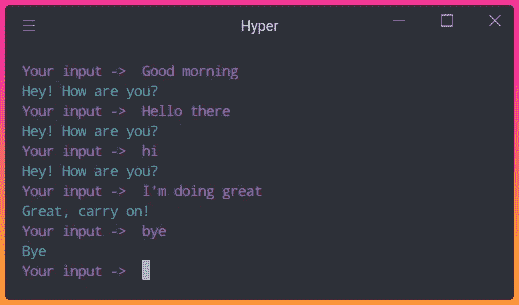 Hyper
Your input -> Good morning
Hey! How are you?
Your input -> Hello there
Hey! How are you?
Your input -> hi
Hey! How are you?
Your input -> I'm doing great
Great, carry on!
Your input -> bye
Bye
Your input ->